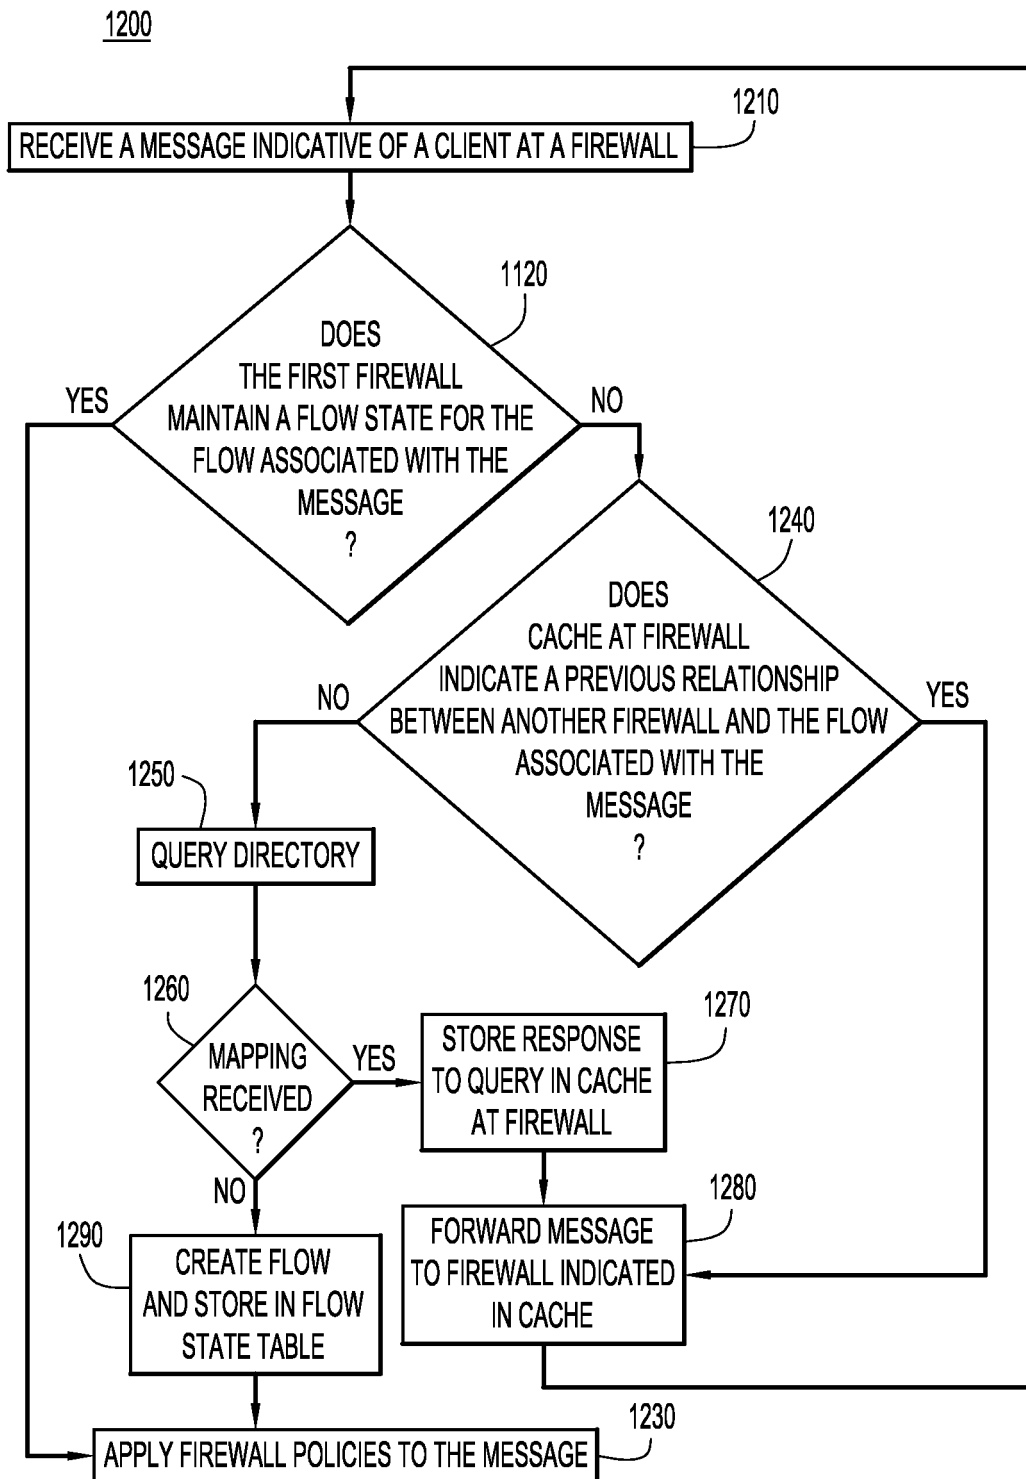 1200
1210
RECEIVE A MESSAGE INDICATIVE OF A CLIENT AT A FIREWALL
1120
DOES
THE FIRST FIREWALL
MAINTAIN A FLOW STATE FOR THE
FLOW ASSOCIATED WITH THE
MESSAGE
?
YES
NO
1240
DOES
CACHE AT FIREWALL
INDICATE A PREVIOUS RELATIONSHIP
BETWEEN ANOTHER FIREWALL AND THE FLOW
ASSOCIATED WITH THE
MESSAGE
?
NO
YES
1250
QUERY DIRECTORY
1260
MAPPING
RECEIVED
?
YES
NO
1270
STORE RESPONSE
TO QUERY IN CACHE
AT FIREWALL
1280
FORWARD MESSAGE
TO FIREWALL INDICATED
IN CACHE
1290
CREATE FLOW
AND STORE IN FLOW
STATE TABLE
1230
APPLY FIREWALL POLICIES TO THE MESSAGE